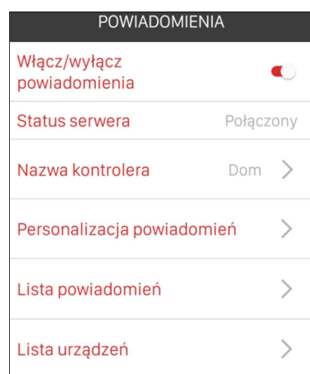 POWIADOMIENIA
Włącz/wyłącz
powiadomienia
Status serwera Połączony
Nazwa kontrolera Dom
Personalizacja powiadomień
Lista powiadomień
Lista urządzeń